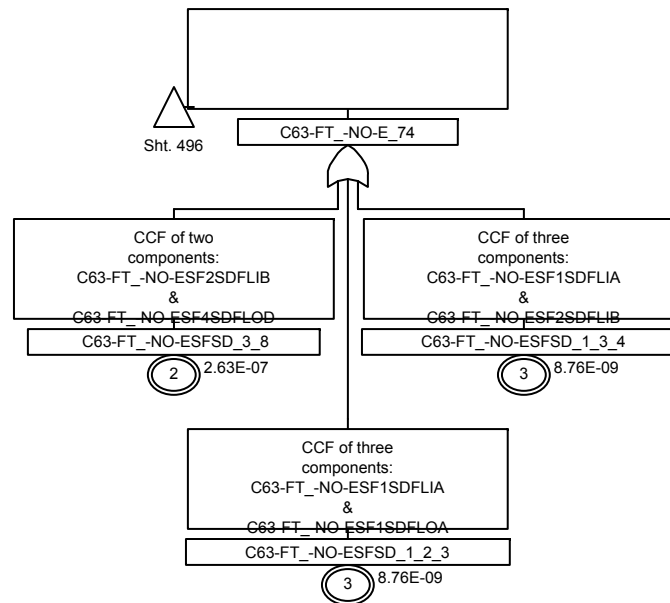 Sht. 496
C63-FT_-NO-E_74
CCF of two
components:
C63-FT_-NO-ESF2SDFLIB
&
C63-FT_-NO-ESF4SDFLOD
C63-FT_-NO-ESFSD_3_8
2
2.63E-07
CCF of three
components:
C63-FT_-NO-ESF1SDFLIA
&
C63-FT_-NO-ESF2SDFLIB
C63-FT_-NO-ESFSD_1_3_4
3
8.76E-09
CCF of three
components:
C63-FT_-NO-ESF1SDFLIA
&
C63-FT_-NO-ESF1SDFLOA
C63-FT_-NO-ESFSD_1_2_3
3
8.76E-09